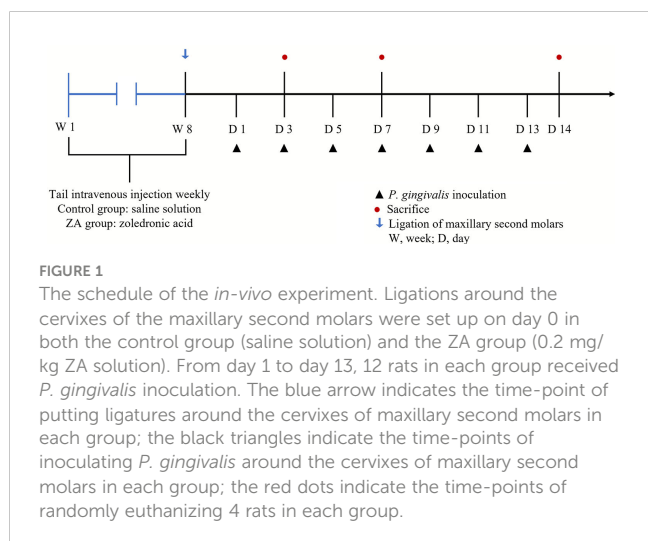 W 1
W 8
D 1
D 3
D 5
D 7
D 9
D 11
D 13
D 14
Tail intravenous injection weekly
Control group: saline solution
ZA group: zoledronic acid
▲ P. gingivalis inoculation
● Sacrifice
↓ Ligation of maxillary second molars
W, week; D, day
FIGURE 1
The schedule of the in-vivo experiment. Ligations around the
cervixes of the maxillary second molars were set up on day 0 in
both the control group (saline solution) and the ZA group (0.2 mg/
kg ZA solution). From day 1 to day 13, 12 rats in each group received
P. gingivalis inoculation. The blue arrow indicates the time-point of
putting ligatures around the cervixes of maxillary second molars in
each group; the black triangles indicate the time-points of
inoculating P. gingivalis around the cervixes of maxillary second
molars in each group; the red dots indicate the time-points of
randomly euthanizing 4 rats in each group.